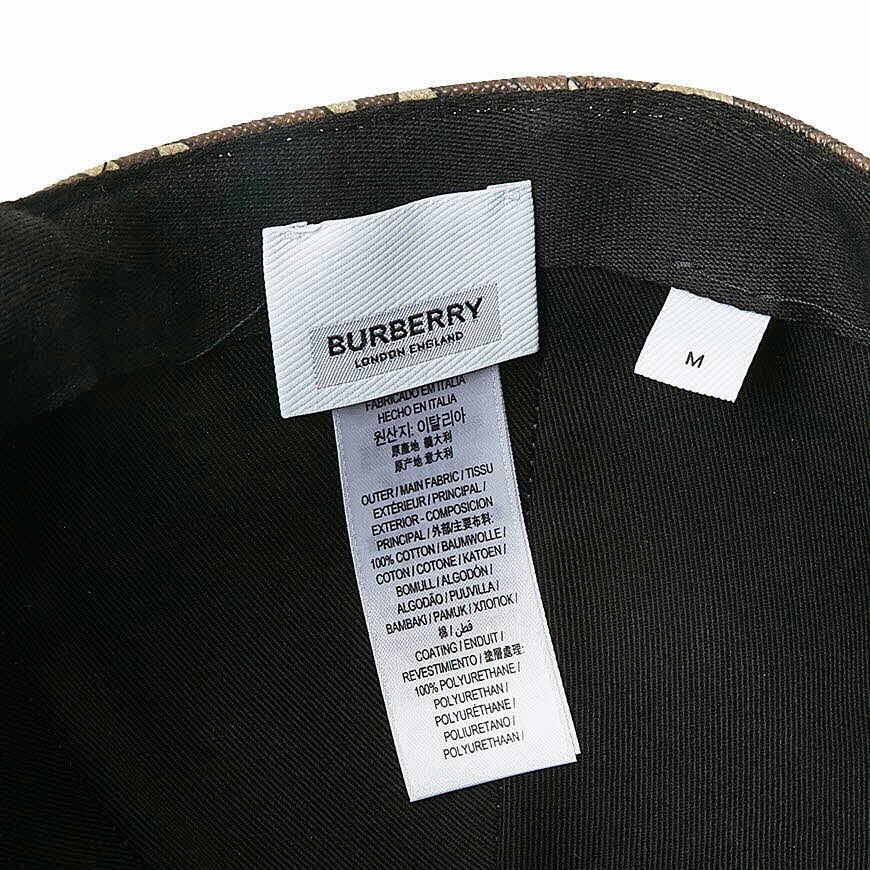 BURBERRY
LONDON ENGLAND
M
FABRICADO EM ITALIA
HECHO EN ITALIA
원산지: 이탈리아
原產地 義大利
原产地 意大利
OUTER / MAIN FABRIC / TISSU
EXTÉRIEUR / PRINCIPAL /
EXTERIOR - COMPOSICION
PRINCIPAL / 外部/主要布料:
100% COTTON / BAUMWOLLE /
COTON / COTONE / KATOEN /
BOMULL / ALGODÓN /
ALGODÃO / PUUVILLA /
BAMBAKI / PAMUK / ХЛОПОК /
棉 / قطن /
COATING / ENDUIT /
REVESTIMIENTO / 塗層處理:
100% POLYURETHANE /
POLYURETHAN /
POLYURÉTHANE /
POLIURETANO /
POLYURETHAAN /